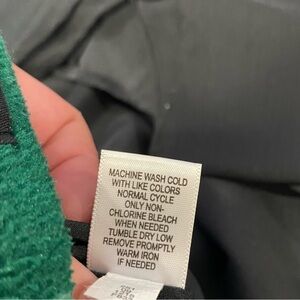 MACHINE WASH COLD
WITH LIKE COLORS
NORMAL CYCLE
ONLY NON-
CHLORINE BLEACH
WHEN NEEDED
TUMBLE DRY LOW
REMOVE PROMPTLY
WARM IRON
IF NEEDED